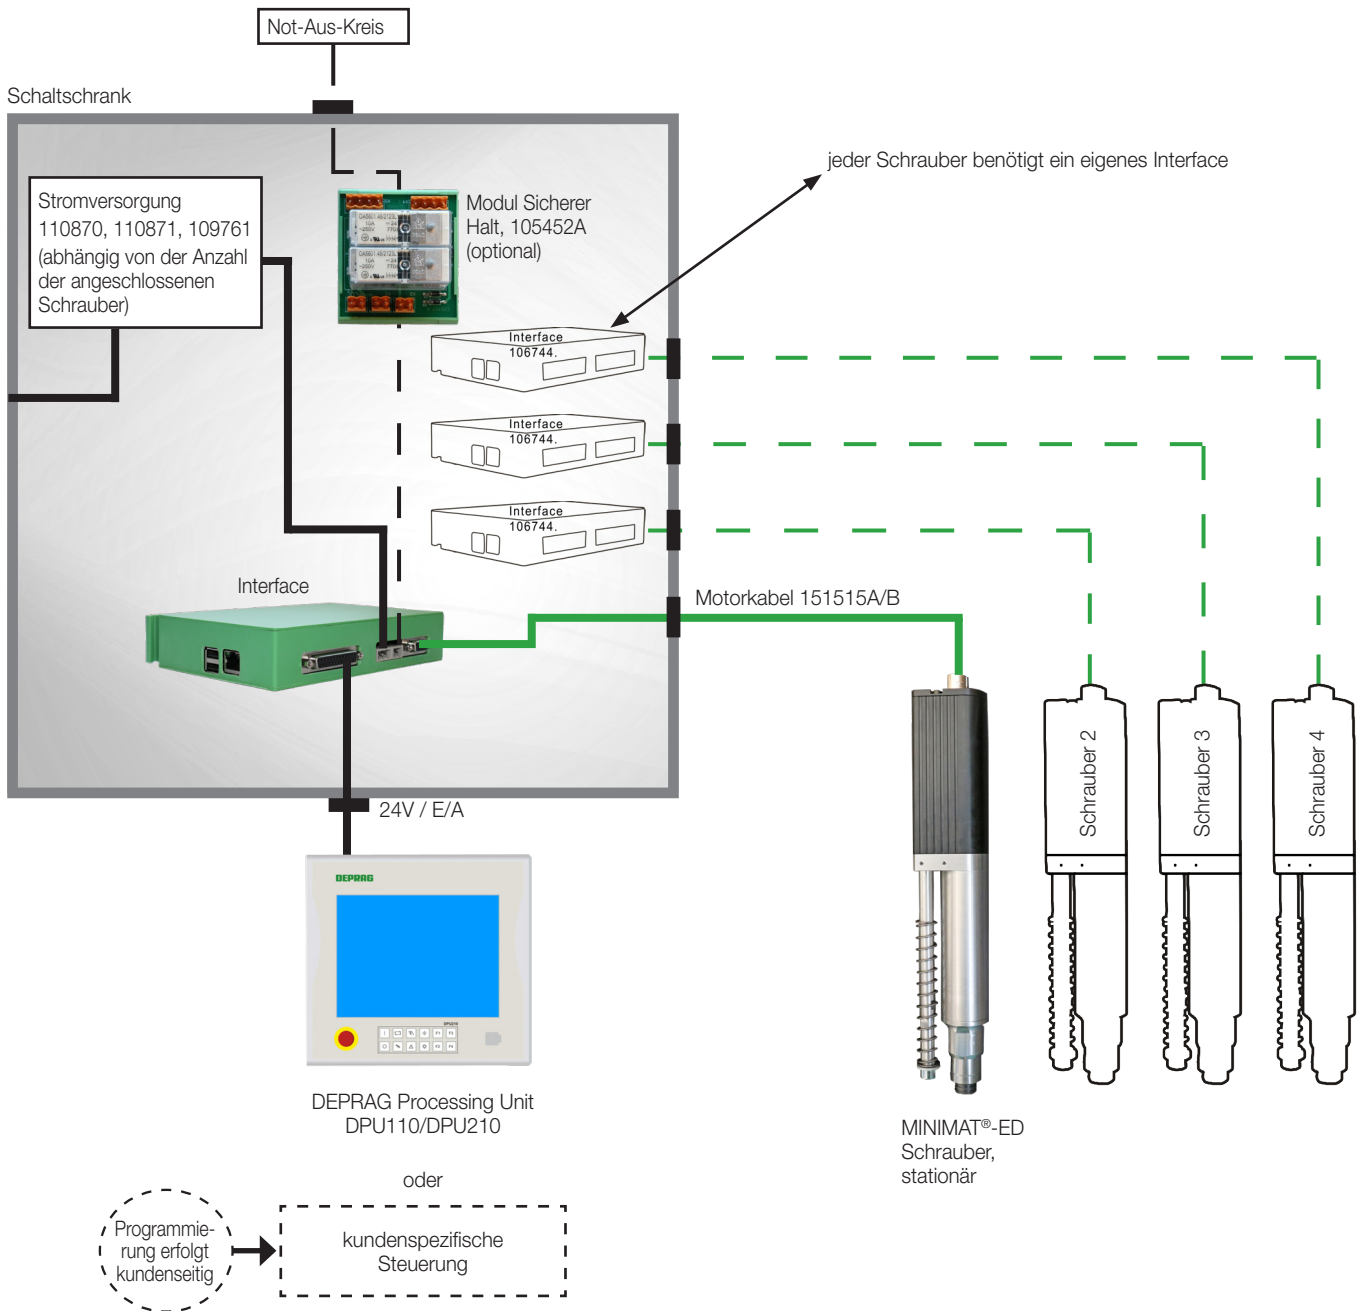 Not-Aus-Kreis
Schaltschrank
jeder Schrauber benötigt ein eigenes Interface
Stromversorgung
110870, 110871, 109761
(abhängig von der Anzahl
der angeschlossenen
Schrauber)
Modul Sicherer
Halt, 105452A
(optional)
Interface
106744.
Interface
106744.
Interface
106744.
Interface
Motorkabel 151515A/B
24V / E/A
Schrauber 2
Schrauber 3
Schrauber 4
DEPRAG
DPU210
DEPRAG Processing Unit
DPU110/DPU210
MINIMAT®-ED
Schrauber,
stationär
oder
Programmie-
rung erfolgt
kundenseitig
kundenspezifische
Steuerung